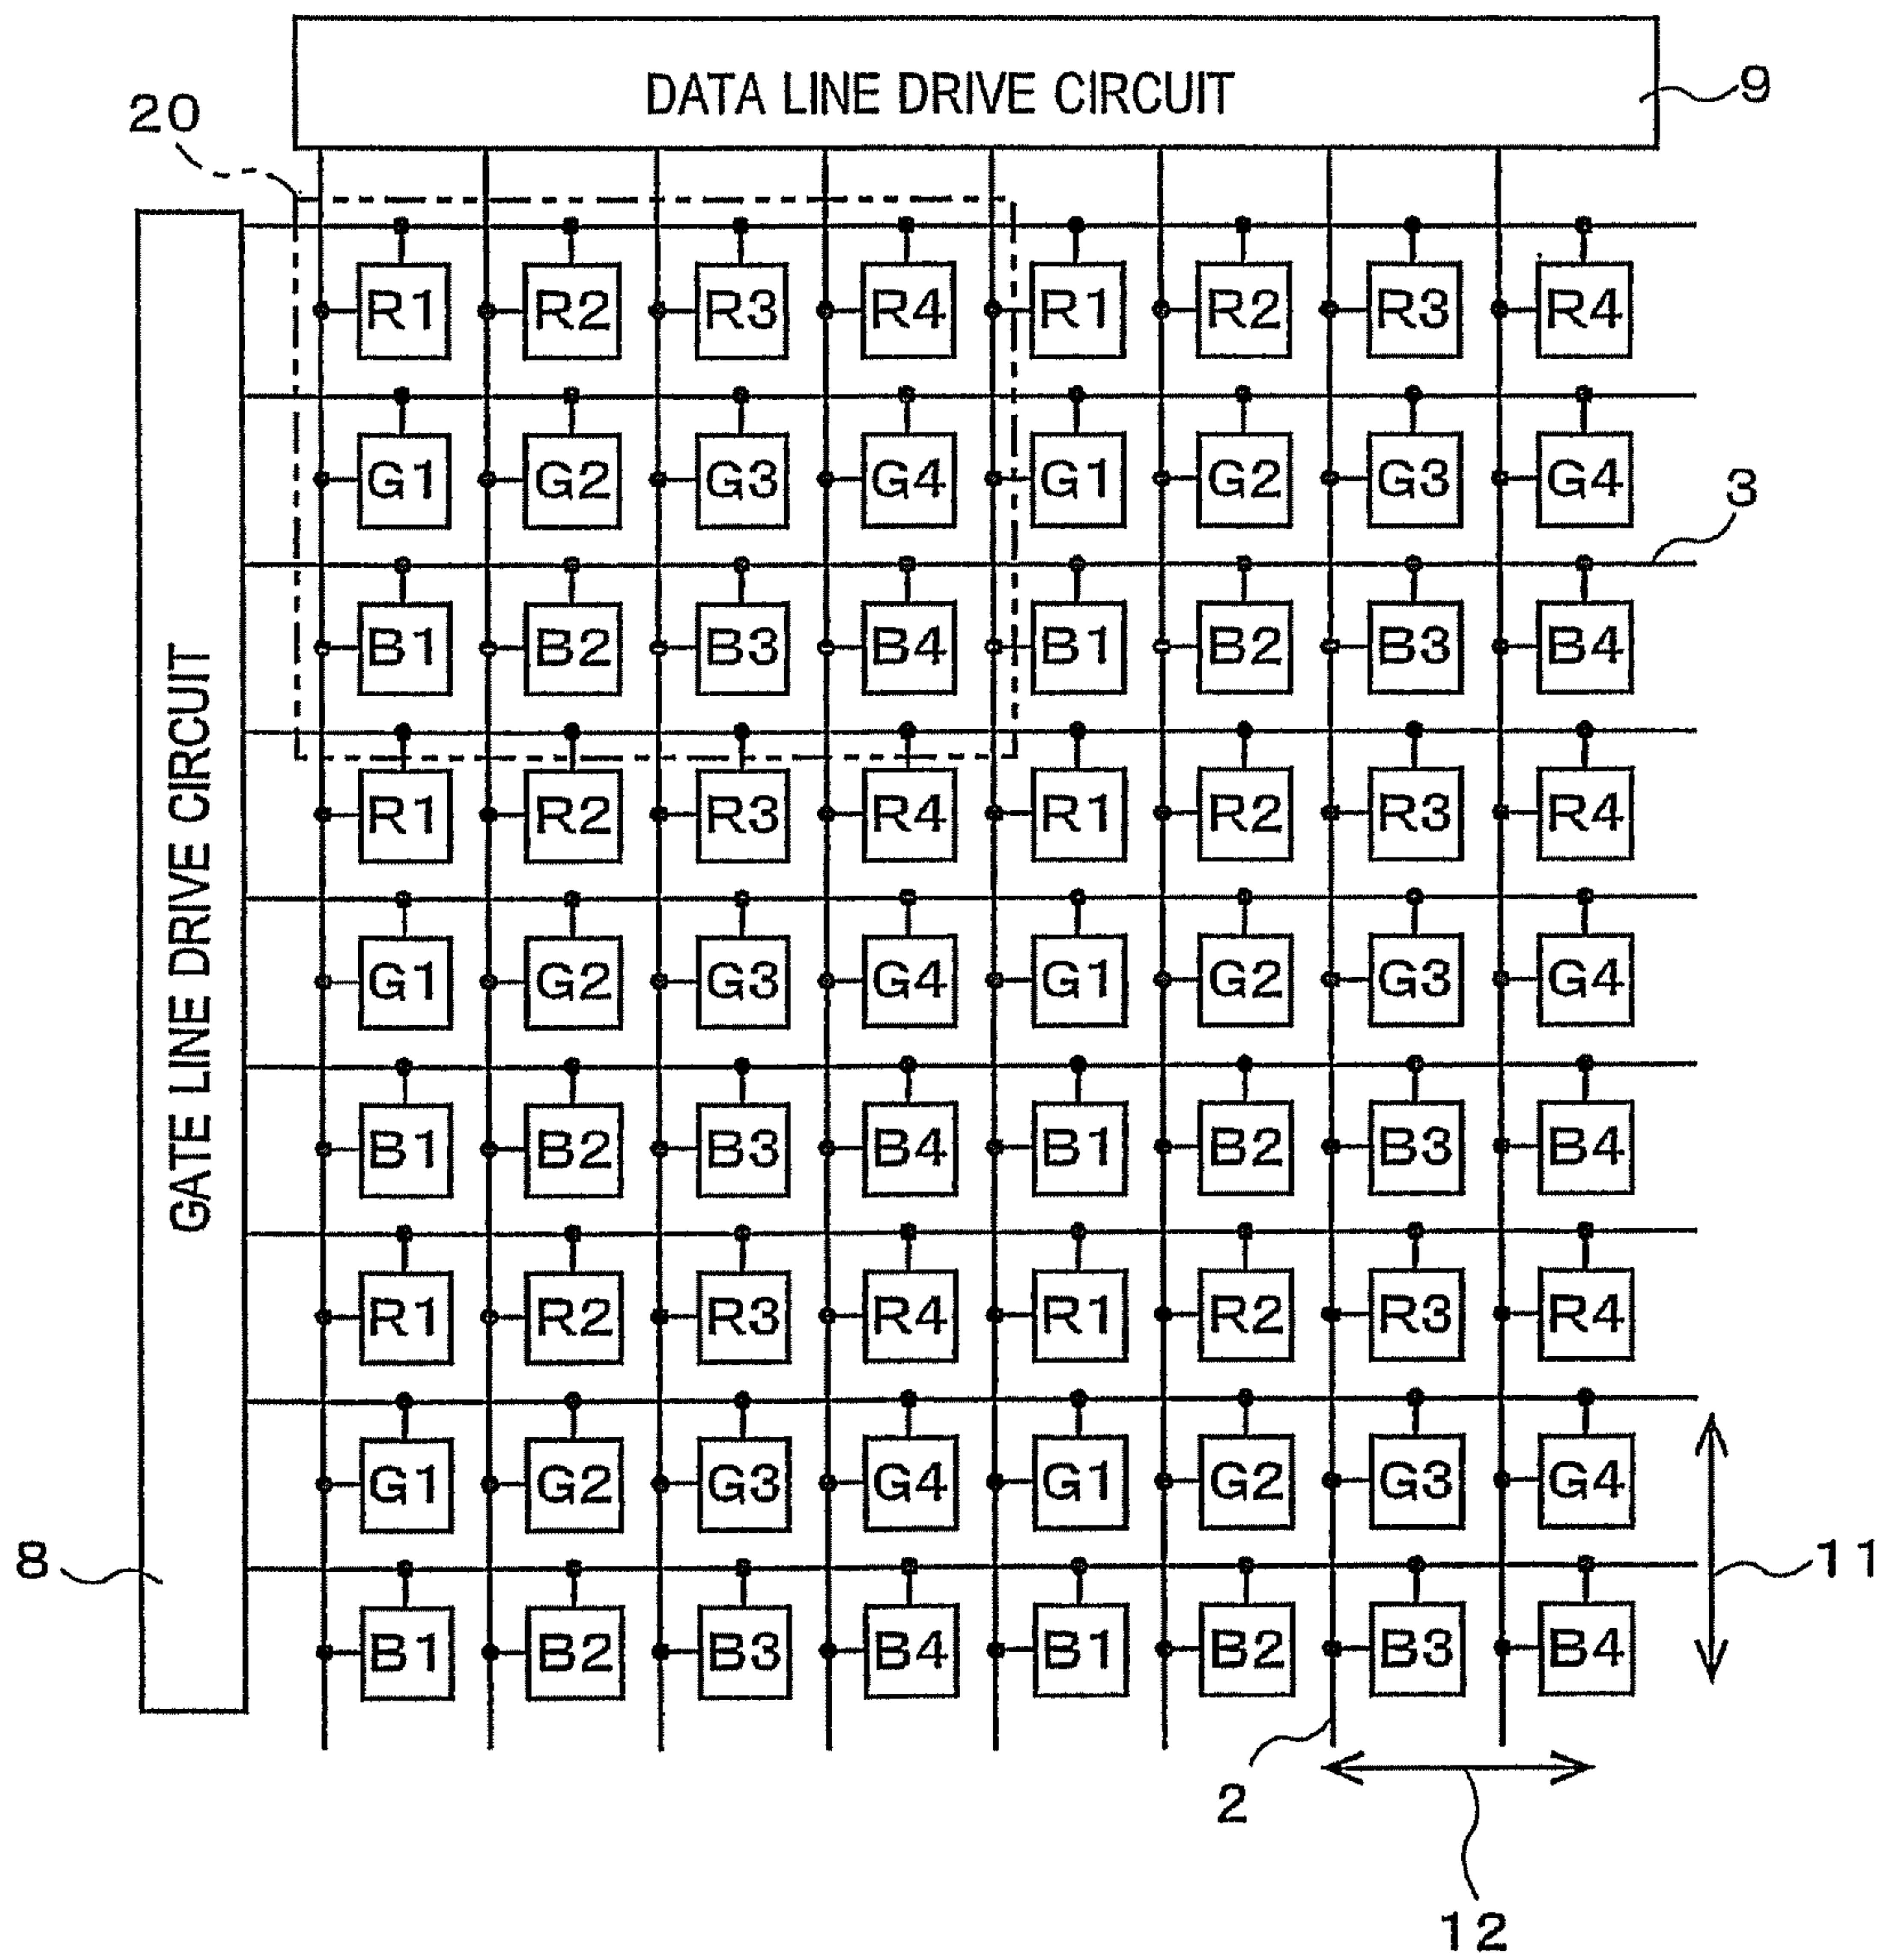 DATA LINE DRIVE CIRCUIT
9
20
R1 R2 R3 R4 R1 R2 R3 R4
G1 G2 G3 G4 G1 G2 G3 G4
3
B1 B2 B3 B4 B1 B2 B3 B4
R1 R2 R3 R4 R1 R2 R3 R4
GATE LINE DRIVE CIRCUIT
G1 G2 G3 G4 G1 G2 G3 G4
B1 B2 B3 B4 B1 B2 B3 B4
R1 R2 R3 R4 R1 R2 R3 R4
G1 G2 G3 G4 G1 G2 G3 G4
8
11
B1 B2 B3 B4 B1 B2 B3 B4
2
12